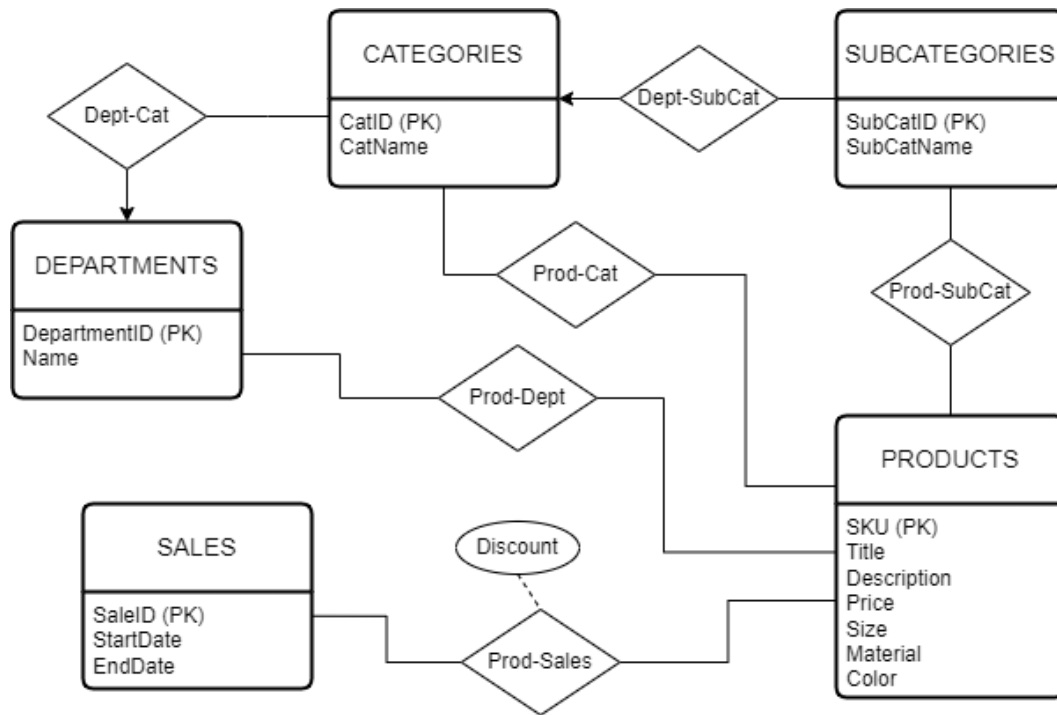 CATEGORIES
CatID (PK)
CatName
SUBCATEGORIES
SubCatID (PK)
SubCatName
Dept-Cat
Dept-SubCat
DEPARTMENTS
DepartmentID (PK)
Name
Prod-Cat
Prod-SubCat
Prod-Dept
PRODUCTS
SKU (PK)
Title
Description
Price
Size
Material
Color
SALES
SaleID (PK)
StartDate
EndDate
Discount
Prod-Sales